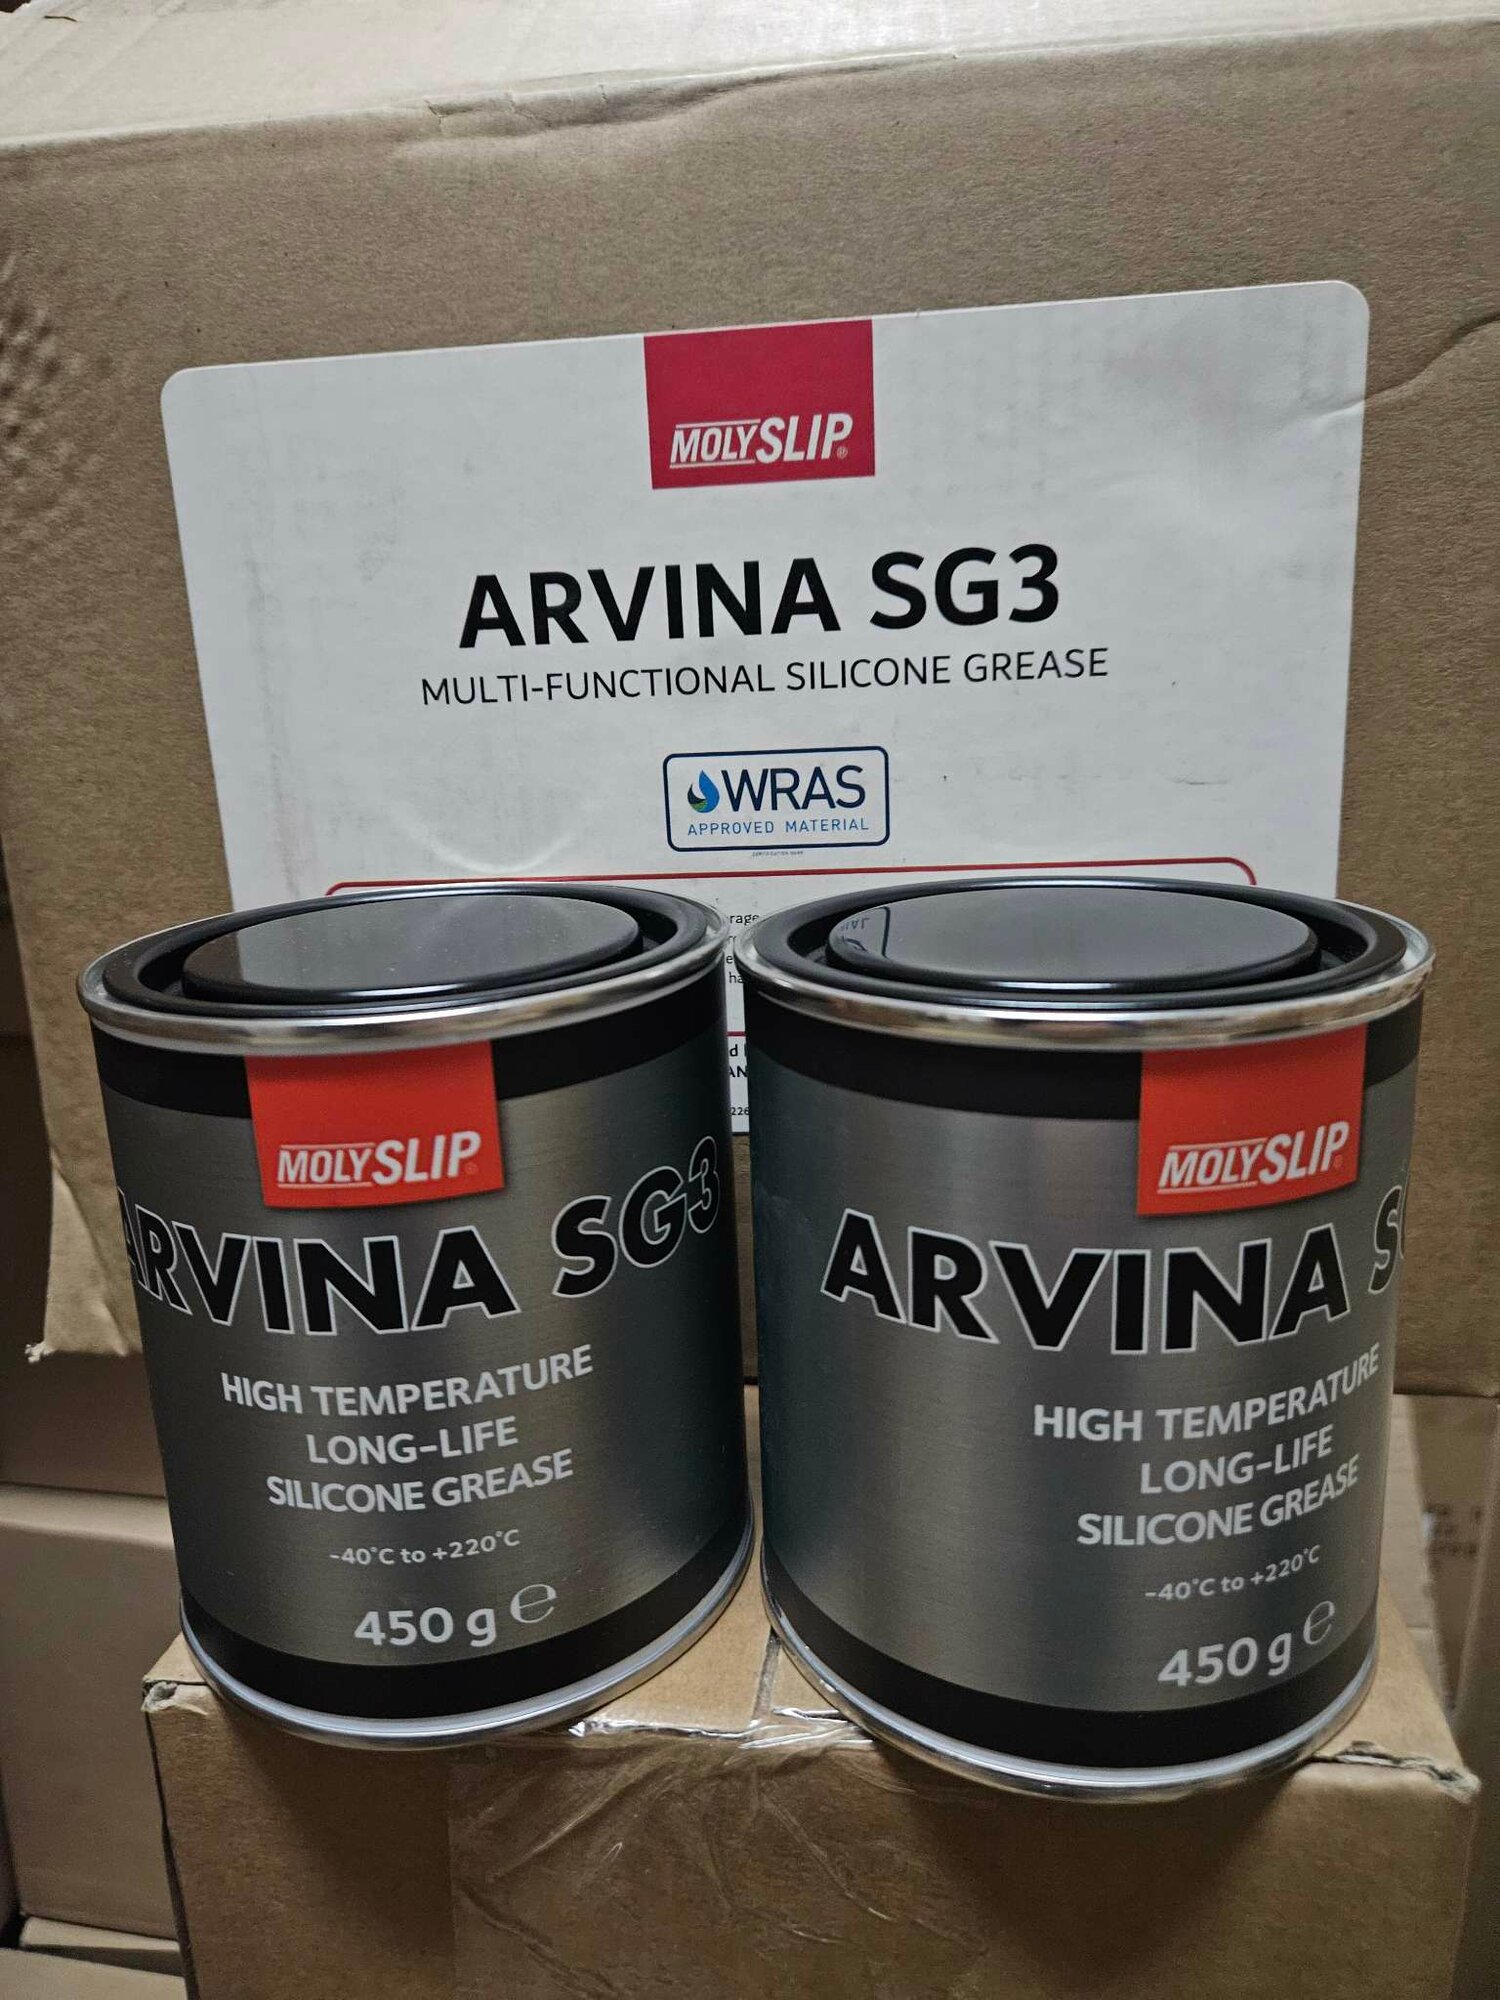 MOLYSLIP®
ARVINA SG3
MULTI-FUNCTIONAL SILICONE GREASE
WRAS
APPROVED MATERIAL
MOLYSLIP
ARVINA SG3
HIGH TEMPERATURE
LONG-LIFE
SILICONE GREASE
-40°C to +220°C
450 g ℮
MOLYSLIP
ARVINA
HIGH TEMPERATURE
LONG-LIFE
SILICONE GREASE
-40°C to +220°C
450 g ℮